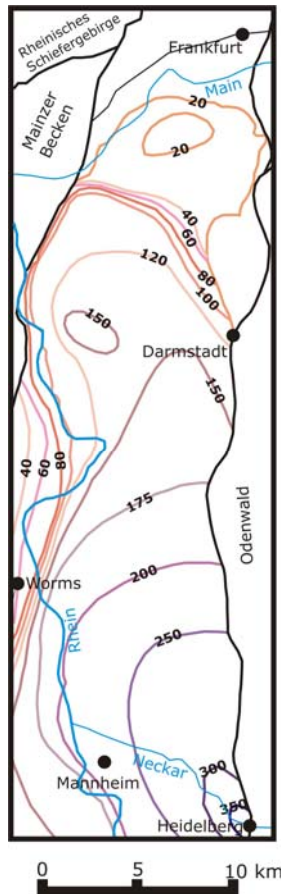 Rheinisches
Schiefergebirge
Frankfurt
Mainzer
Becken
Main
20
20
40
60
80
100
120
150
Darmstadt
150
40
60
80
175
Odenwald
Worms
200
Rhein
250
Neckar
Mannheim
300
350
Heidelberg
0 5 10 km